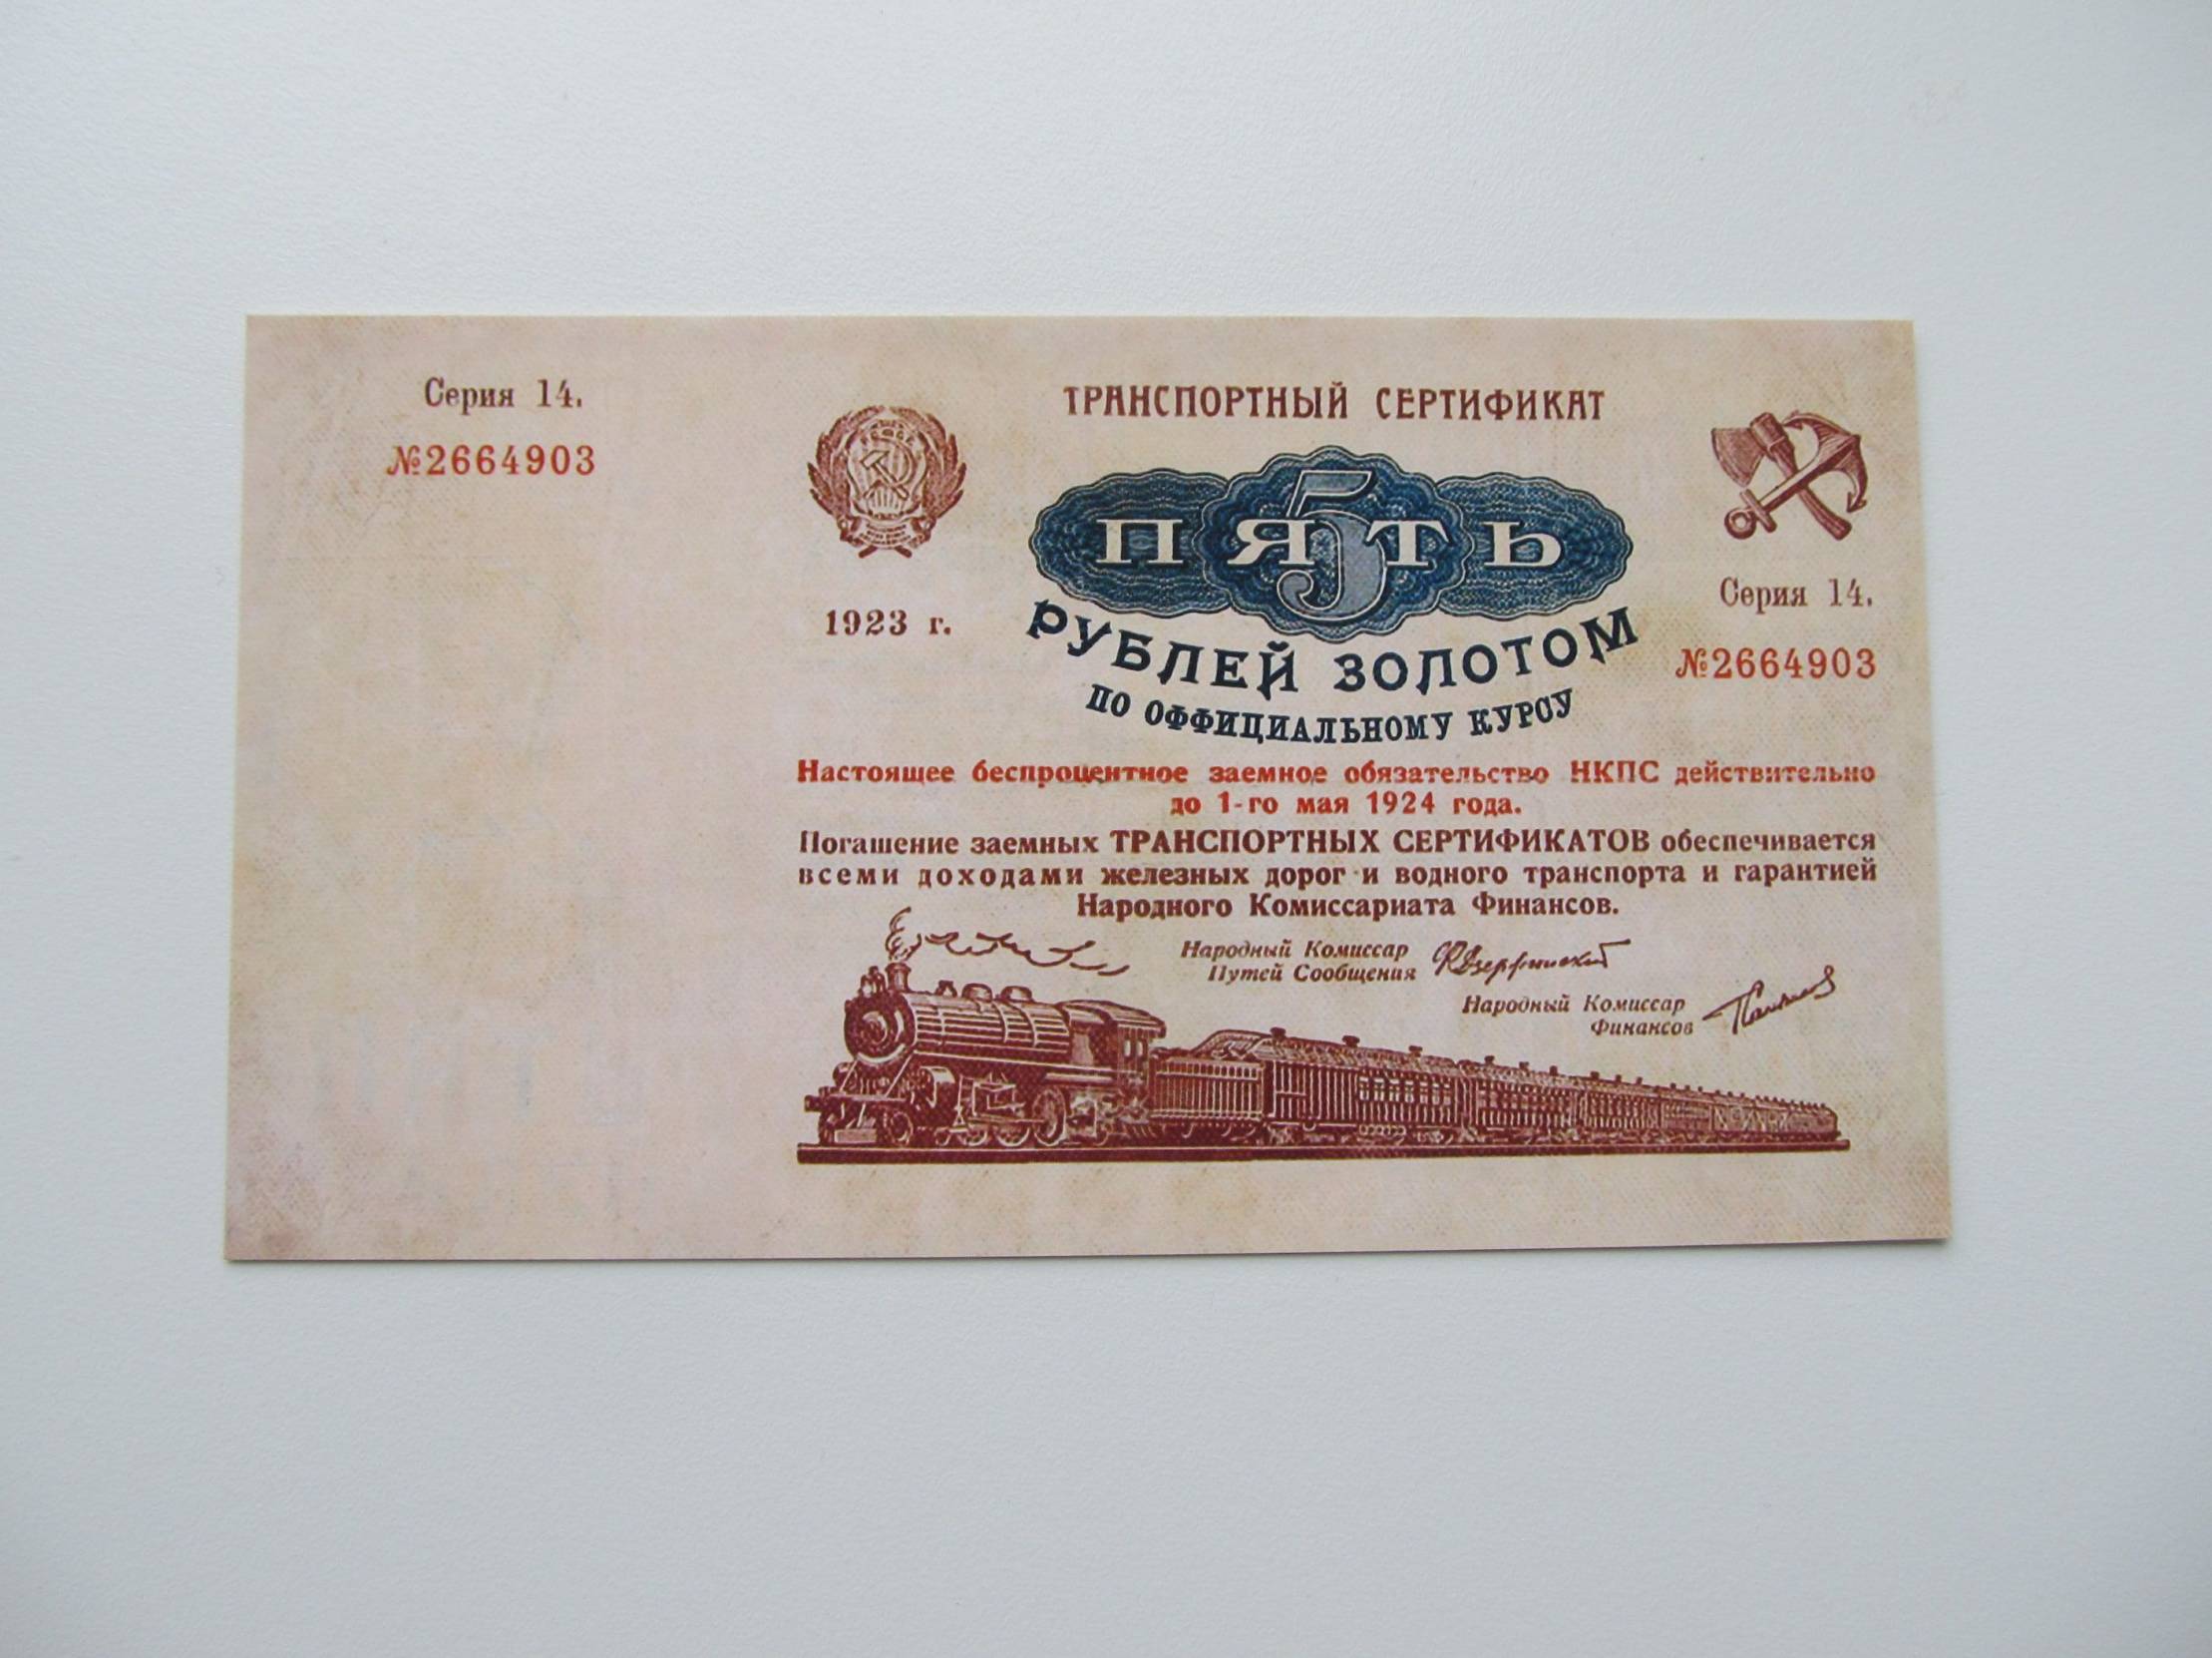 Серия 14.
№2664903
ТРАНСПОРТНЫЙ СЕРТИФИКАТ
5
ПЯТЬ
РУБЛЕЙ ЗОЛОТОМ
ПО ОФФИЦИАЛЬНОМУ КУРСУ
1923 г.
Серия 14.
№2664903
Настоящее беспроцентное заемное обязательство НКПС действительно
до 1-го мая 1924 года.
Погашение заемных ТРАНСПОРТНЫХ СЕРТИФИКАТОВ обеспечивается
всеми доходами железных дорог и водного транспорта и гарантией
Народного Комиссариата Финансов.
Народный Комиссар
Путей Сообщения
Народный Комиссар
Финансов